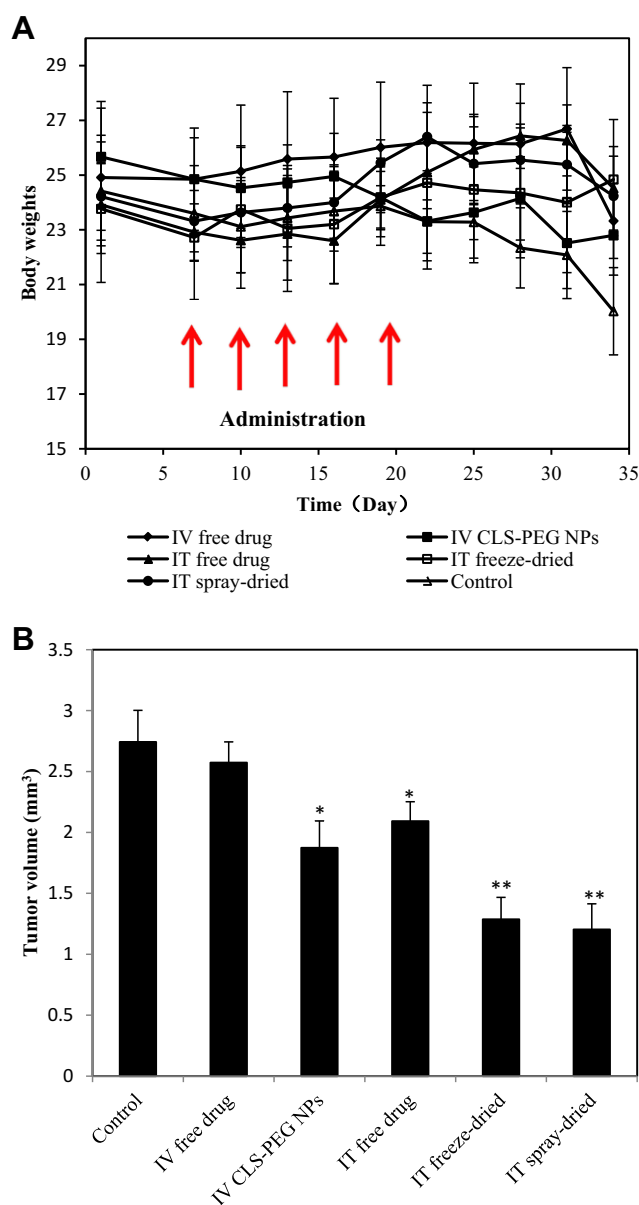 A
29
27
25
23
21
19
17
15
Body weights
Administration
0 5 10 15 20 25 30 35
Time（Day）
IV free drug IV CLS-PEG NPs
IT free drug IT freeze-dried
IT spray-dried Control
B
3.5
3
2.5
2
1.5
1
0.5
0
Tumor volume (mm³)
* * ** **
Control
IV free drug
IV CLS-PEG NPs
IT free drug
IT freeze-dried
IT spray-dried